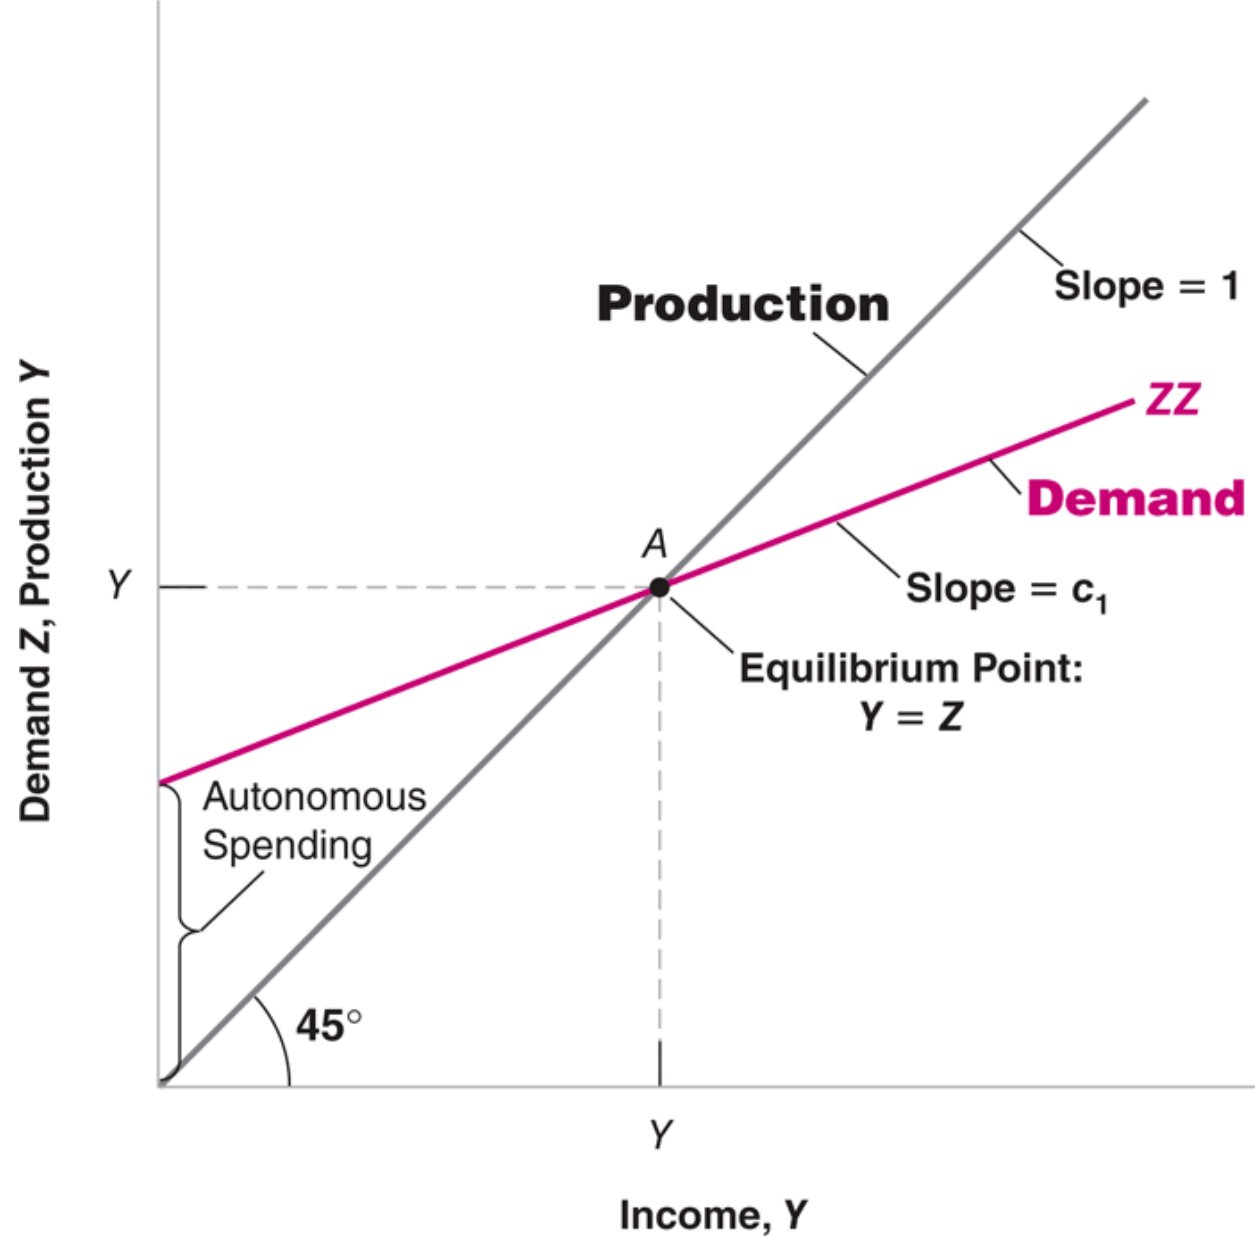 Demand Z, Production Y
Production
Slope = 1
ZZ
Demand
A
Y
Slope = c₁
Equilibrium Point:
Y = Z
Autonomous
Spending
45°
Y
Income, Y